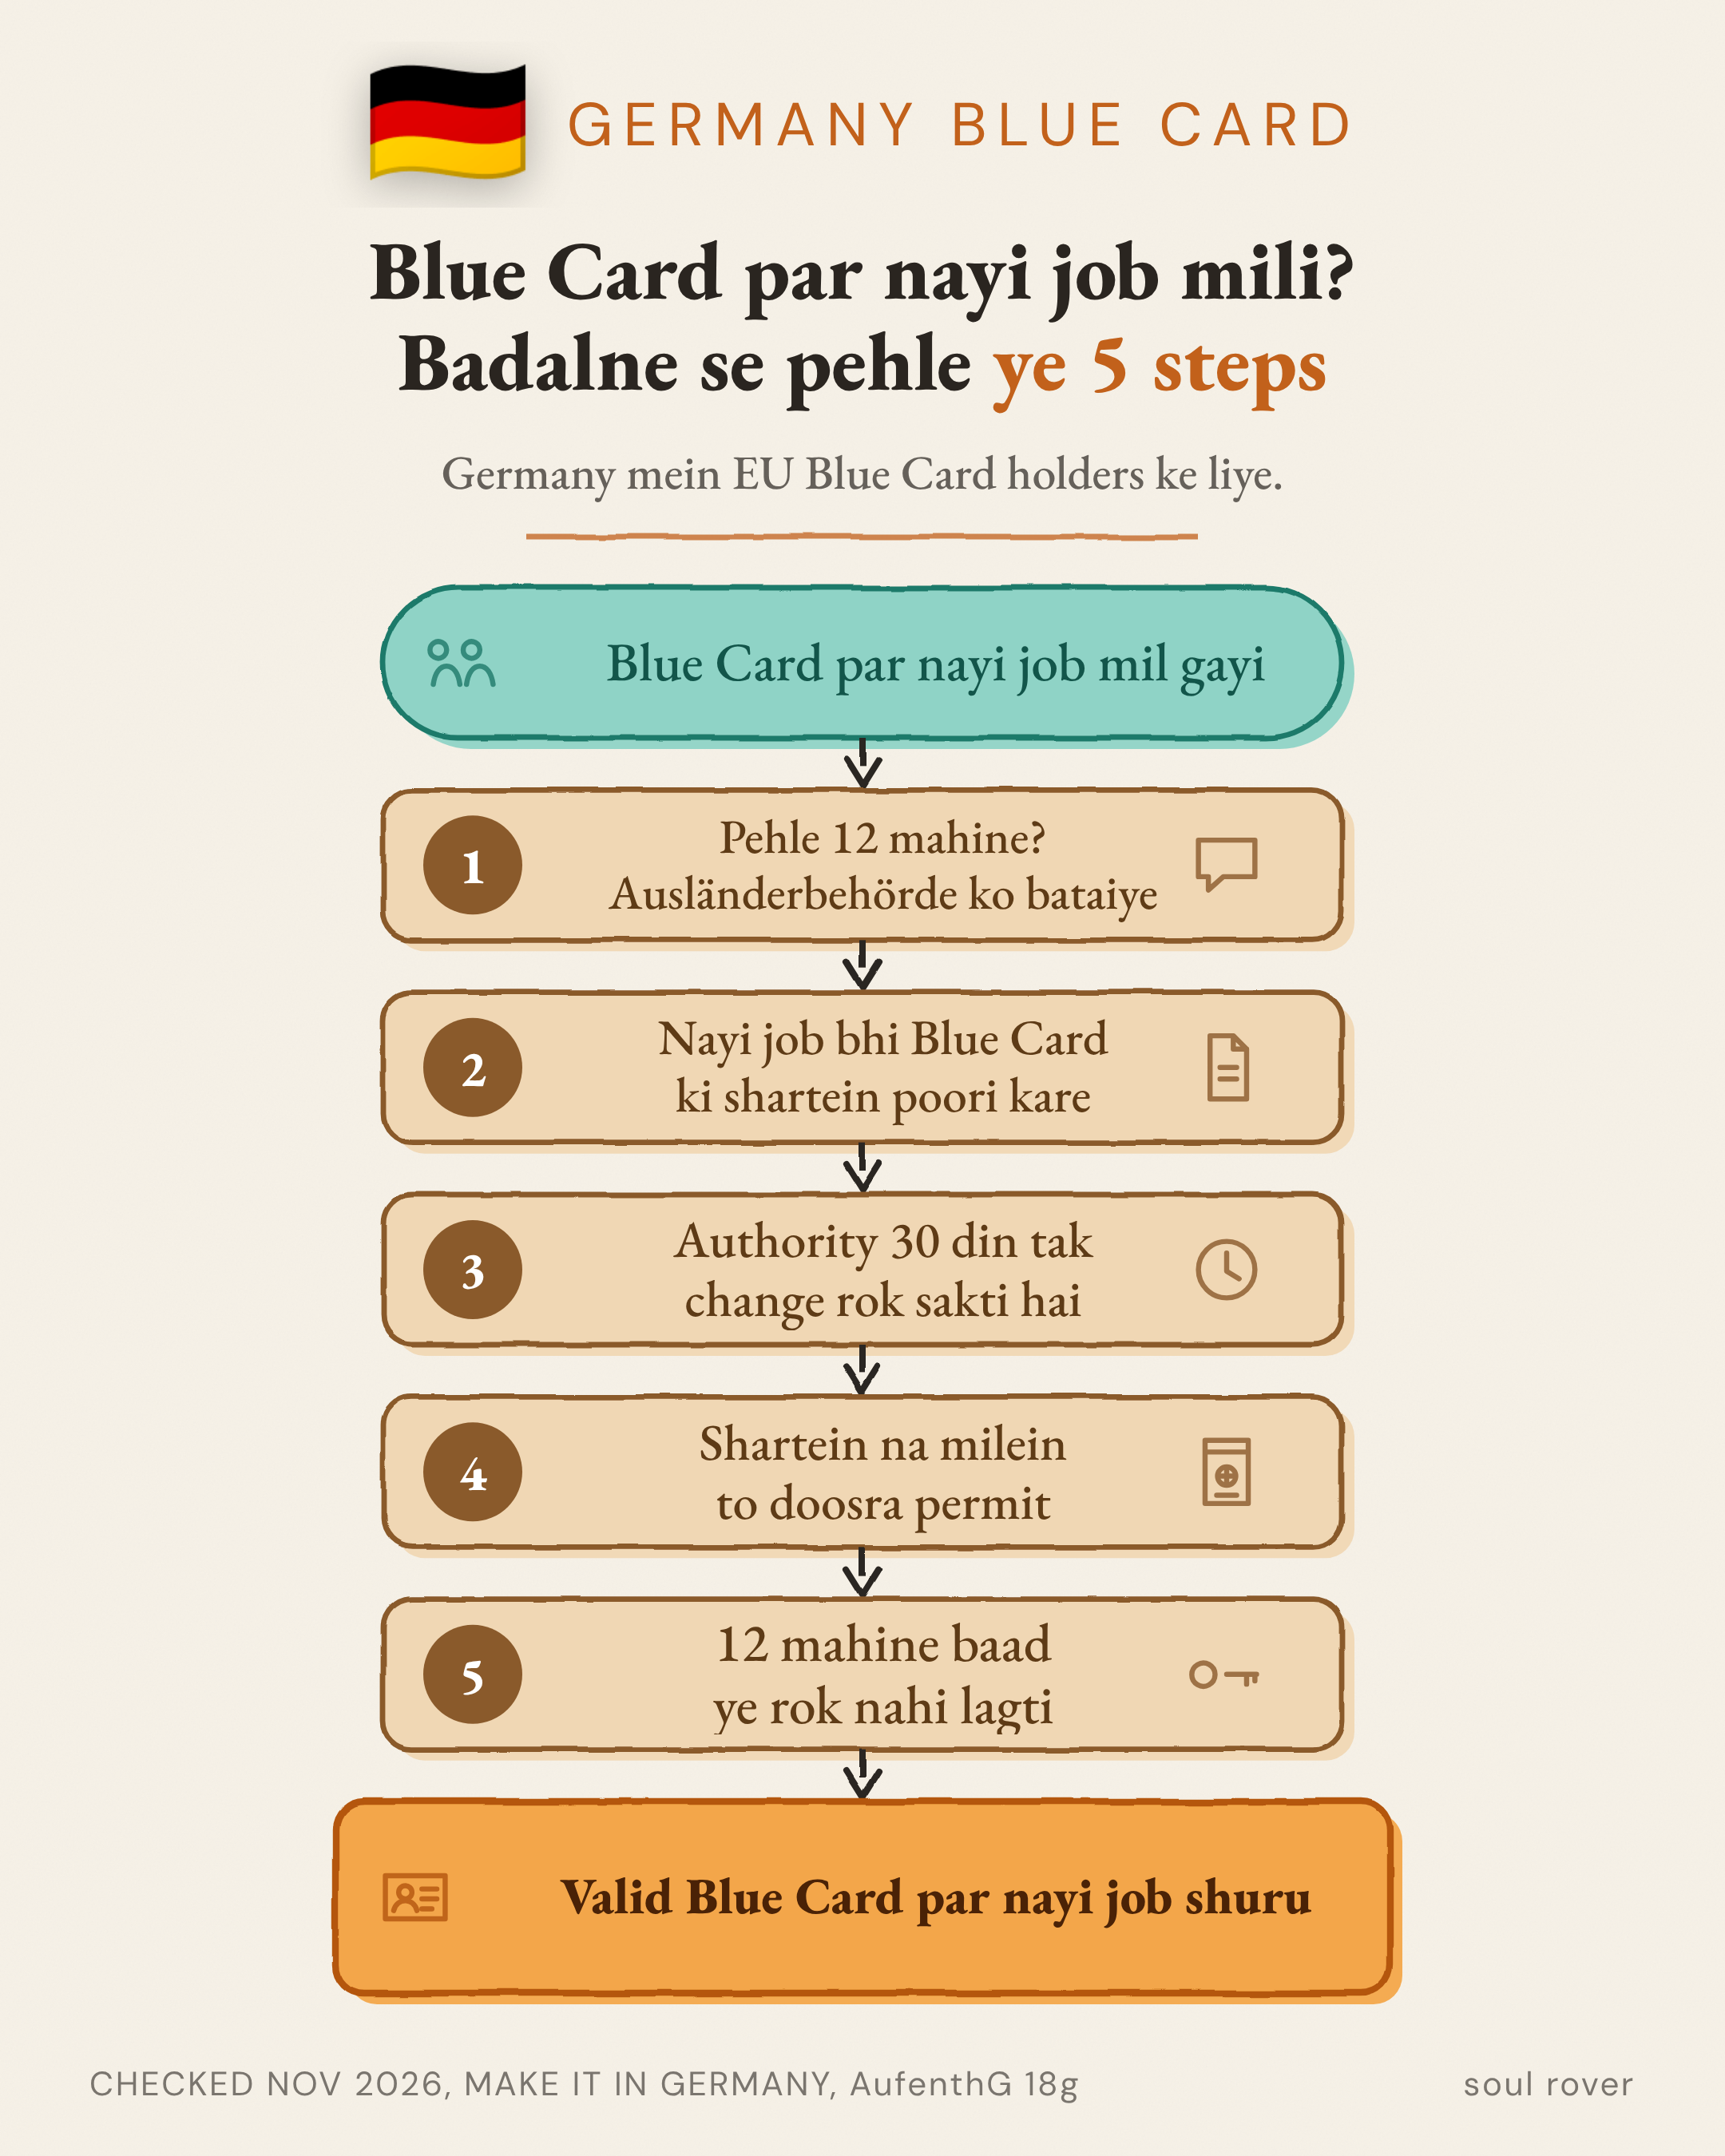 GERMANY BLUE CARD
Blue Card par nayi job mili?
Badalne se pehle ye 5 steps
Germany mein EU Blue Card holders ke liye.
Blue Card par nayi job mil gayi
1
Pehle 12 mahine?
Ausländerbehörde ko bataiye
2
Nayi job bhi Blue Card
ki shartein poori kare
3
Authority 30 din tak
change rok sakti hai
4
Shartein na milein
to doosra permit
5
12 mahine baad
ye rok nahi lagti
Valid Blue Card par nayi job shuru
CHECKED NOV 2026, MAKE IT IN GERMANY, AufenthG 18g
soul rover